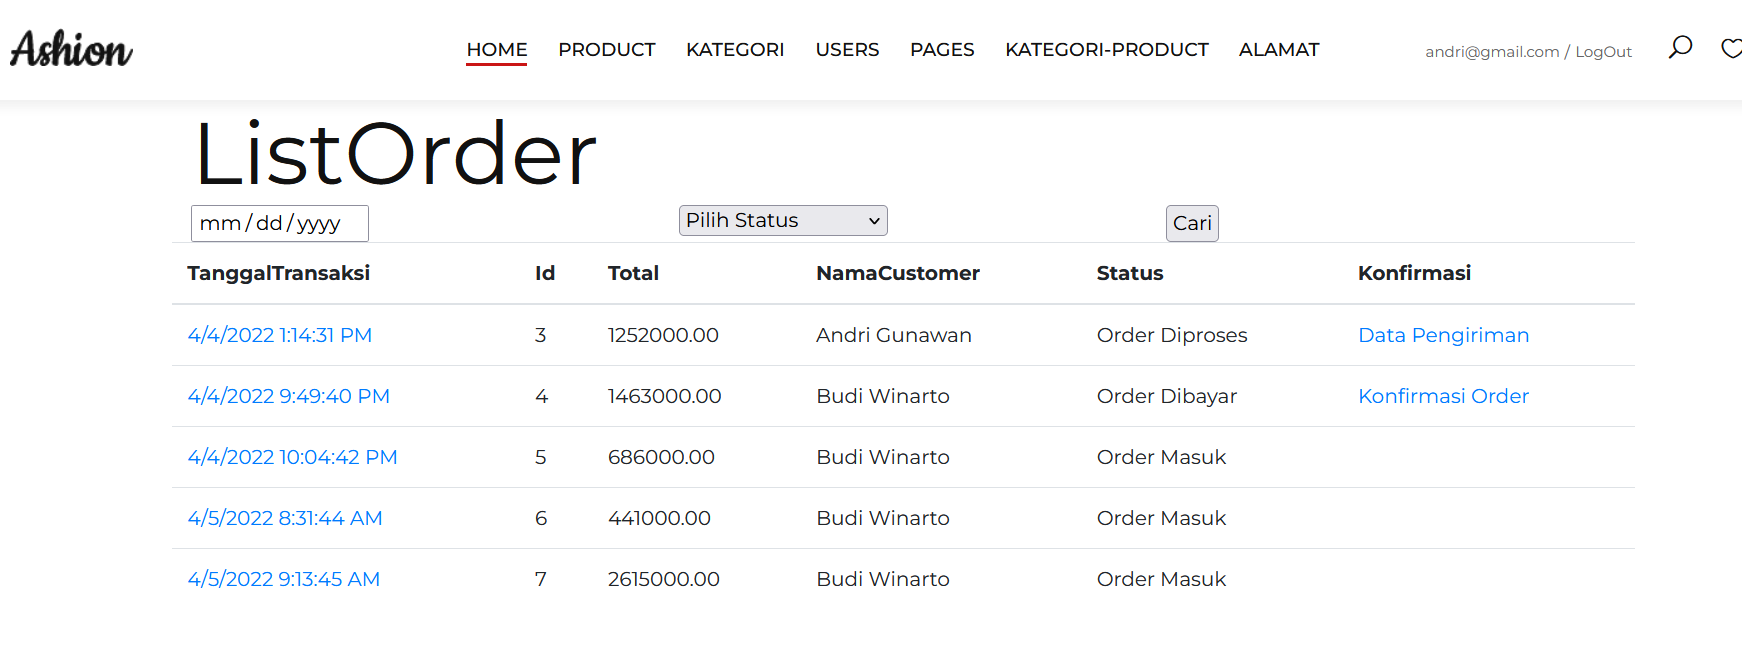 Ashion HOME PRODUCT KATEGORI USERS PAGES KATEGORI-PRODUCT ALAMAT andri@gmail.com / LogOut
ListOrder
mm/dd/yyyy Pilih Status Cari
TanggalTransaksi Id Total NamaCustomer Status Konfirmasi
4/4/2022 1:14:31 PM 3 1252000.00 Andri Gunawan Order Diproses Data Pengiriman
4/4/2022 9:49:40 PM 4 1463000.00 Budi Winarto Order Dibayar Konfirmasi Order
4/4/2022 10:04:42 PM 5 686000.00 Budi Winarto Order Masuk
4/5/2022 8:31:44 AM 6 441000.00 Budi Winarto Order Masuk
4/5/2022 9:13:45 AM 7 2615000.00 Budi Winarto Order Masuk